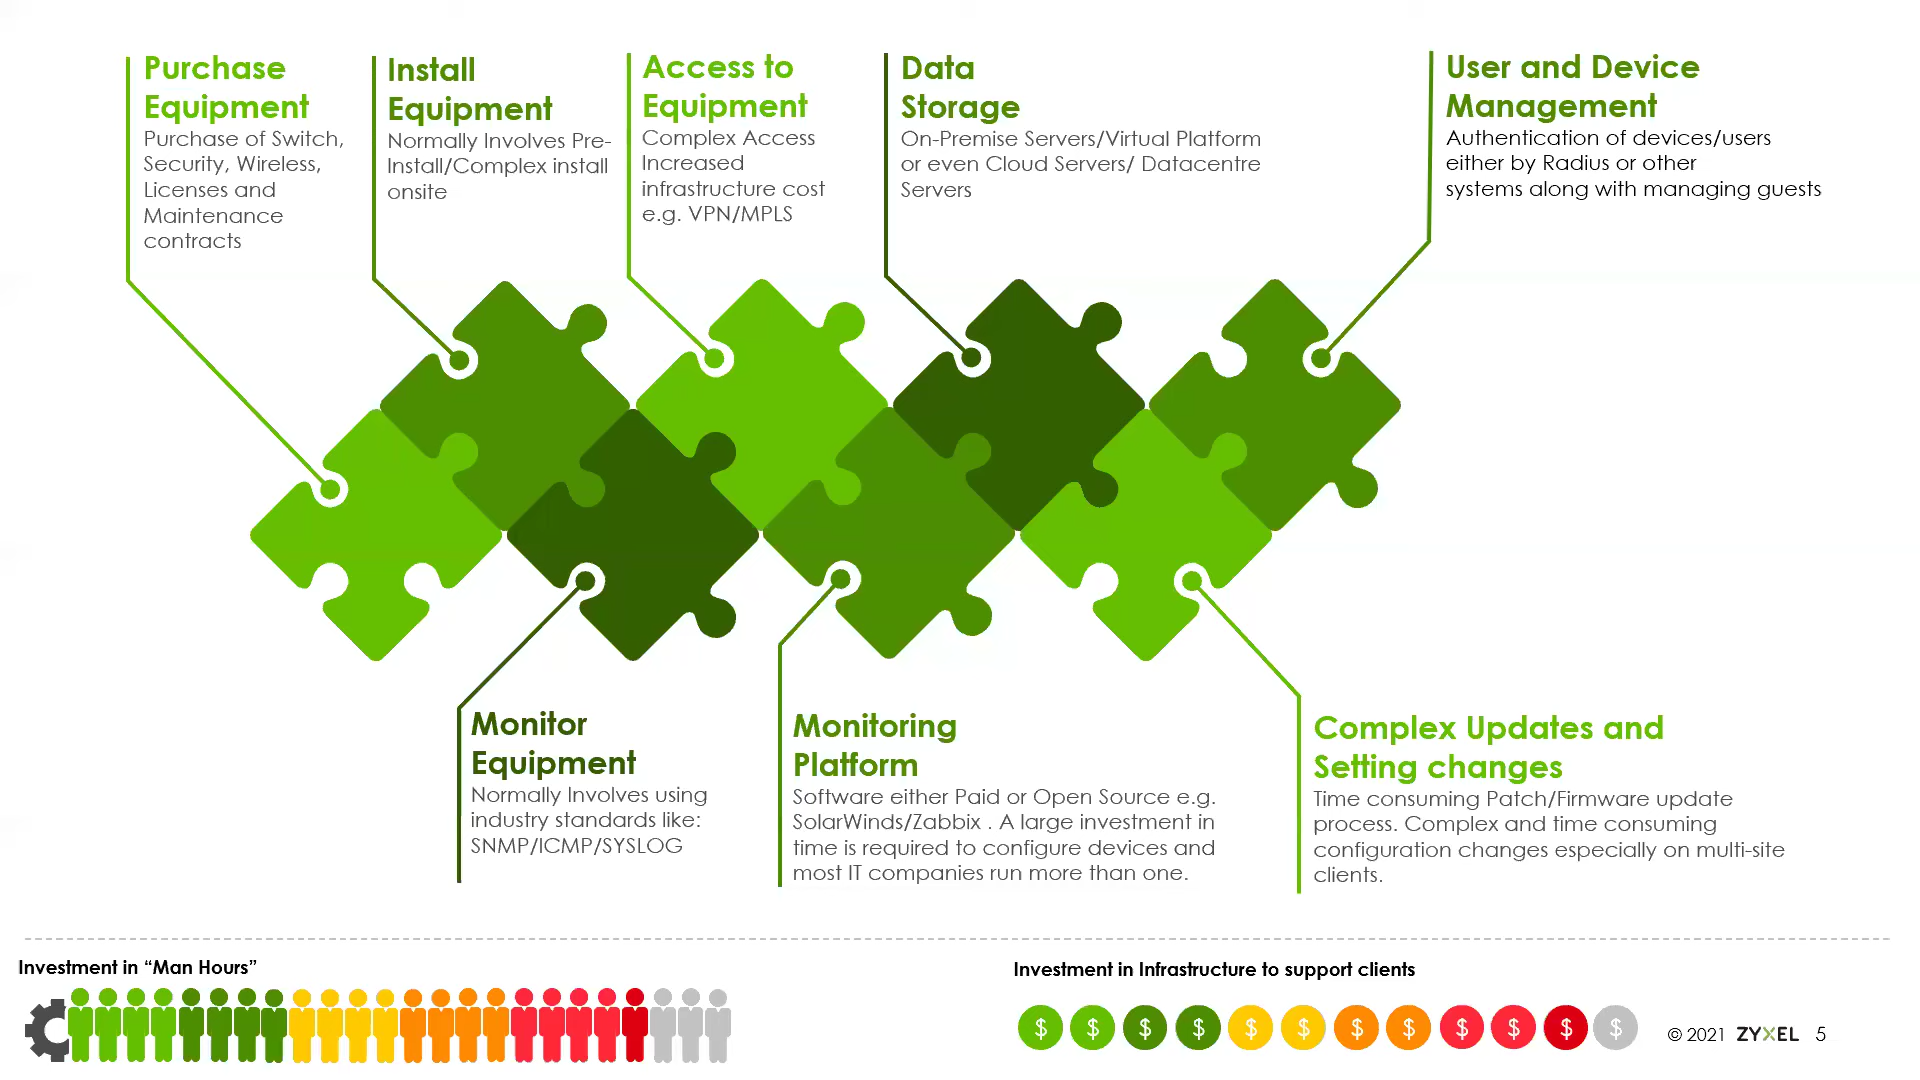 Purchase
Equipment
Purchase of Switch,
Security, Wireless,
Licenses and
Maintenance
contracts
Install
Equipment
Normally Involves Pre-
Install/Complex install
onsite
Access to
Equipment
Complex Access
Increased
infrastructure cost
e.g. VPN/MPLS
Data
Storage
On-Premise Servers/Virtual Platform
or even Cloud Servers/ Datacentre
Servers
User and Device
Management
Authentication of devices/users
either by Radius or other
systems along with managing guests
Monitor
Equipment
Normally Involves using
industry standards like:
SNMP/ICMP/SYSLOG
Monitoring
Platform
Software either Paid or Open Source e.g.
SolarWinds/Zabbix . A large investment in
time is required to configure devices and
most IT companies run more than one.
Complex Updates and
Setting changes
Time consuming Patch/Firmware update
process. Complex and time consuming
configuration changes especially on multi-site
clients.
Investment in “Man Hours”
Investment in Infrastructure to support clients
$ $ $ $ $ $ $ $ $ $ $ $
© 2021 ZYXEL 5